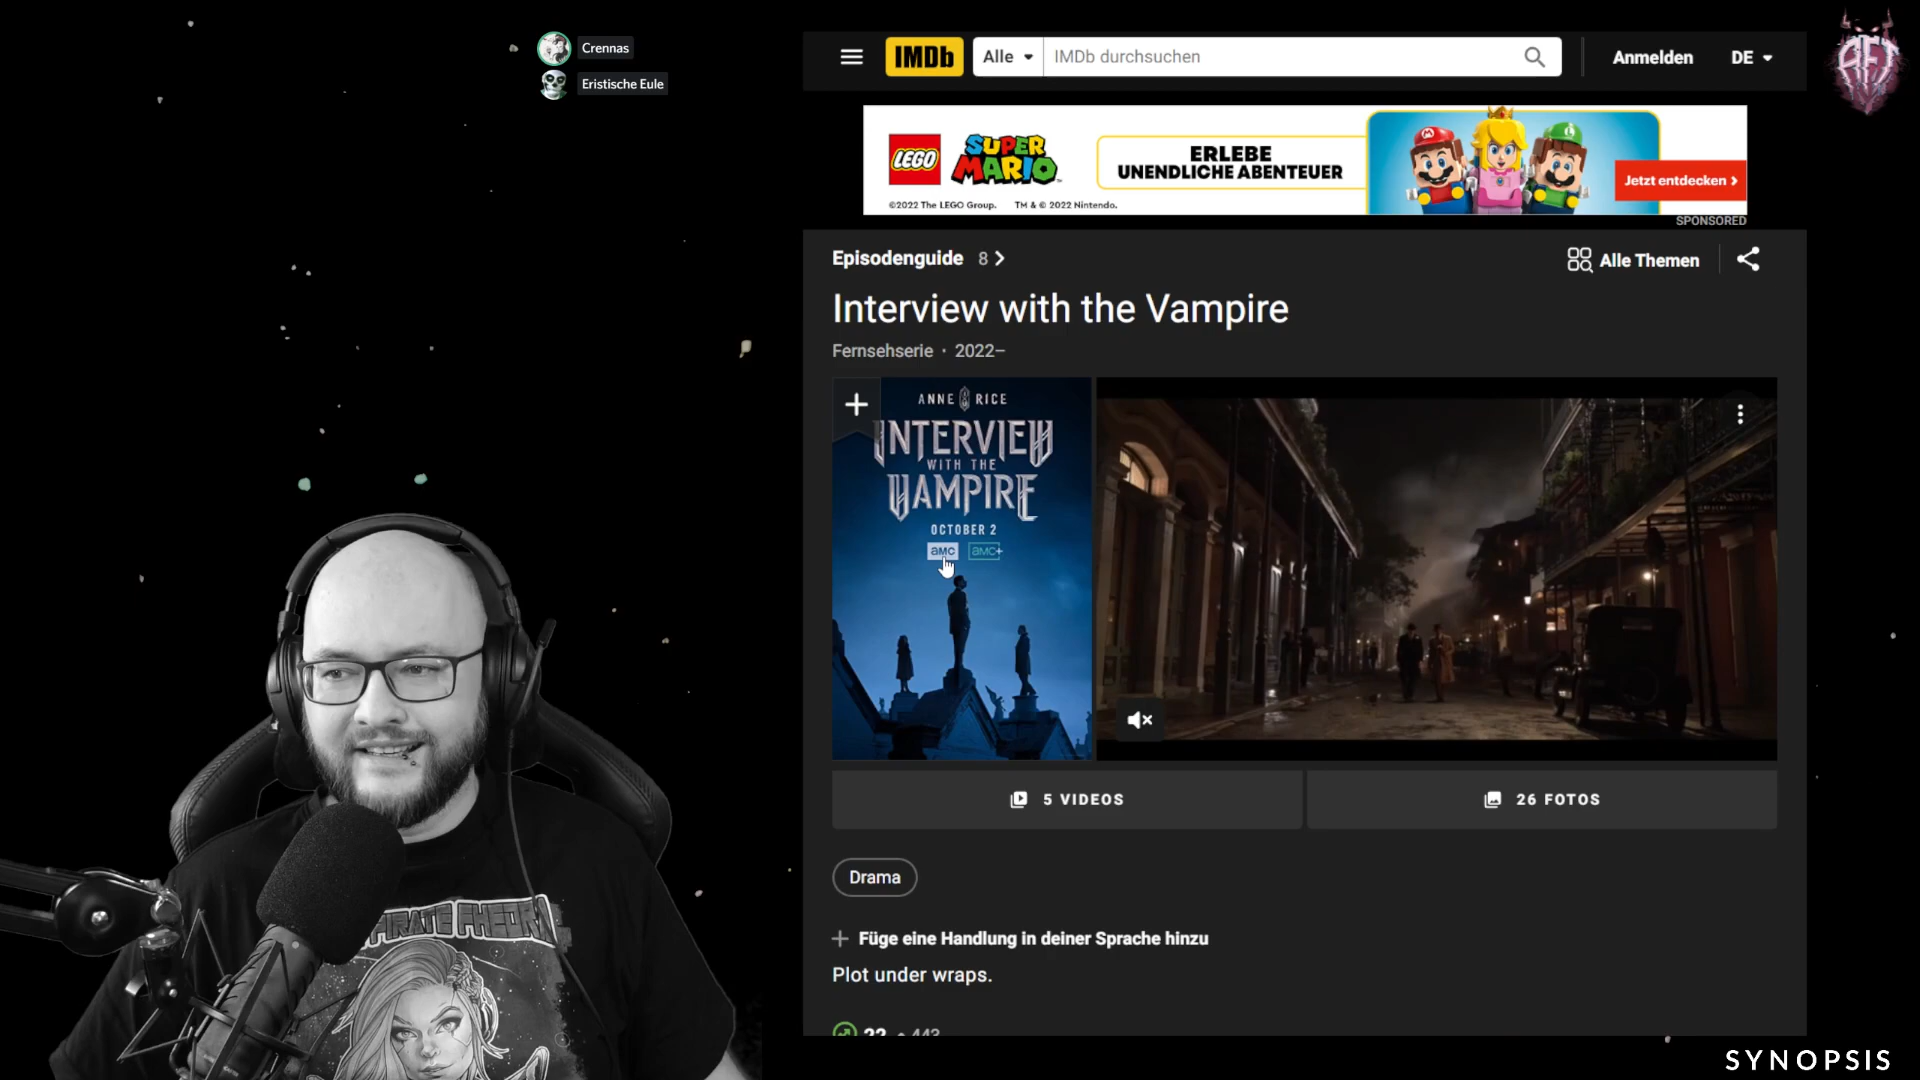 Crennas
Eristische Eule
IMDb
Alle
IMDb durchsuchen
Anmelden
DE
AFT
LEGO
SUPER
MARIO
ERLEBE
UNENDLICHE ABENTEUER
Jetzt entdecken
©2022 The LEGO Group. TM & © 2022 Nintendo.
SPONSORED
Episodenguide 8
Alle Themen
Interview with the Vampire
Fernsehserie · 2022–
ANNE RICE
INTERVIEW
WITH THE
VAMPIRE
OCTOBER 2
amc amc+
5 VIDEOS
26 FOTOS
Drama
Füge eine Handlung in deiner Sprache hinzu
Plot under wraps.
22 443
SYNOPSIS